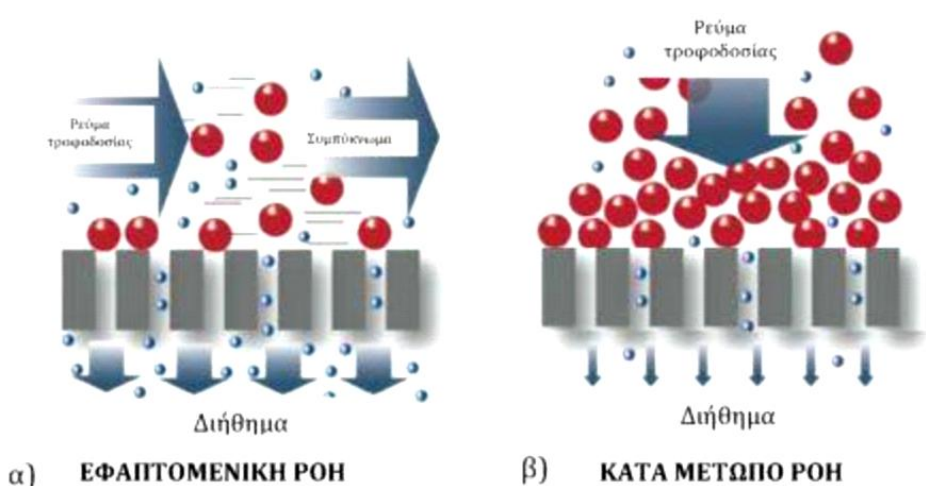 Ρεύμα
τροφοδοσίας
Συμπύκνωμα
Διήθημα
α) ΕΦΑΠΤΟΜΕΝΙΚΗ ΡΟΗ
Ρεύμα
τροφοδοσίας
Διήθημα
β) ΚΑΤΑ ΜΕΤΩΠΟ ΡΟΗ